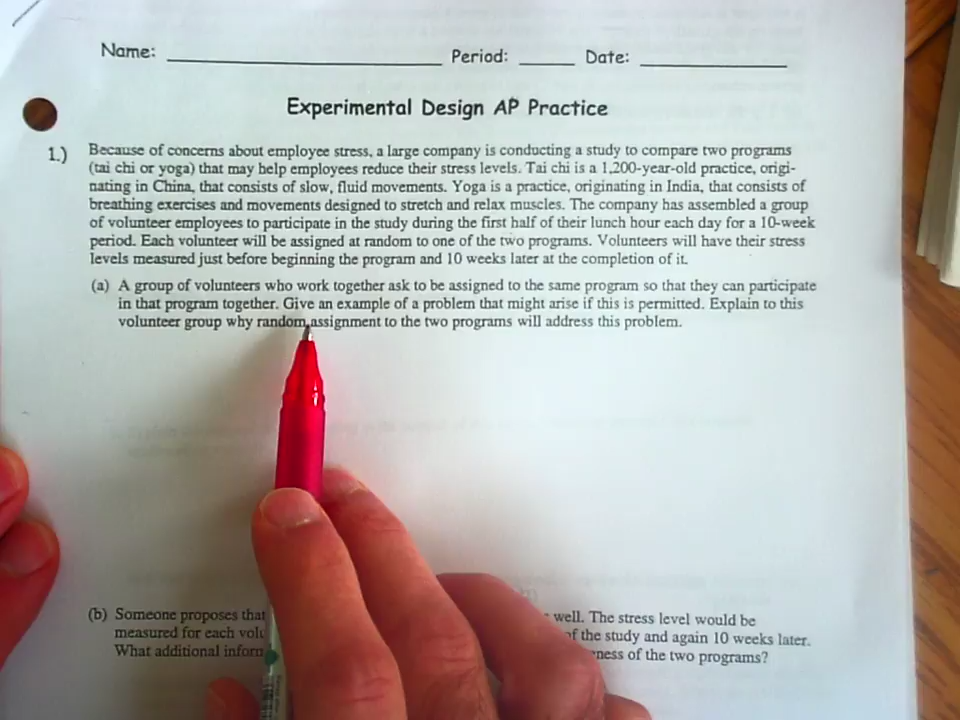 Name: Period: Date:
Experimental Design AP Practice
1.) Because of concerns about employee stress, a large company is conducting a study to compare two programs
(tai chi or yoga) that may help employees reduce their stress levels. Tai chi is a 1,200-year-old practice, origi-
nating in China, that consists of slow, fluid movements. Yoga is a practice, originating in India, that consists of
breathing exercises and movements designed to stretch and relax muscles. The company has assembled a group
of volunteer employees to participate in the study during the first half of their lunch hour each day for a 10-week
period. Each volunteer will be assigned at random to one of the two programs. Volunteers will have their stress
levels measured just before beginning the program and 10 weeks later at the completion of it.
(a) A group of volunteers who work together ask to be assigned to the same program so that they can participate
in that program together. Give an example of a problem that might arise if this is permitted. Explain to this
volunteer group why random assignment to the two programs will address this problem.
(b) Someone proposes that well. The stress level would be
measured for each of the study and again 10 weeks later.
What additional of the two programs?